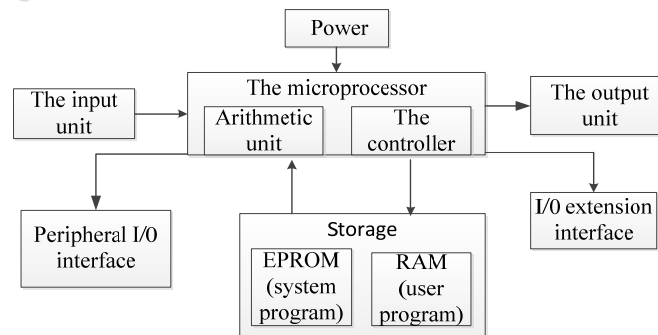 Power
The microprocessor
The input
unit
Arithmetic
unit
The
controller
The output
unit
Peripheral I/0
interface
Storage
EPROM
(system
program)
RAM
(user
program)
I/0 extension
interface